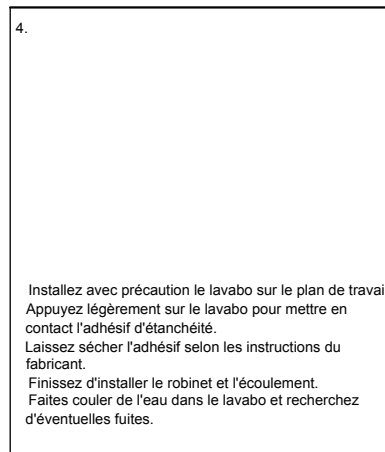 4.
Installez avec précaution le lavabo sur le plan de travai
Appuyez légèrement sur le lavabo pour mettre en
contact l'adhésif d'étanchéité.
Laissez sécher l'adhésif selon les instructions du
fabricant.
Finissez d'installer le robinet et l'écoulement.
Faites couler de l'eau dans le lavabo et recherchez
d'éventuelles fuites.